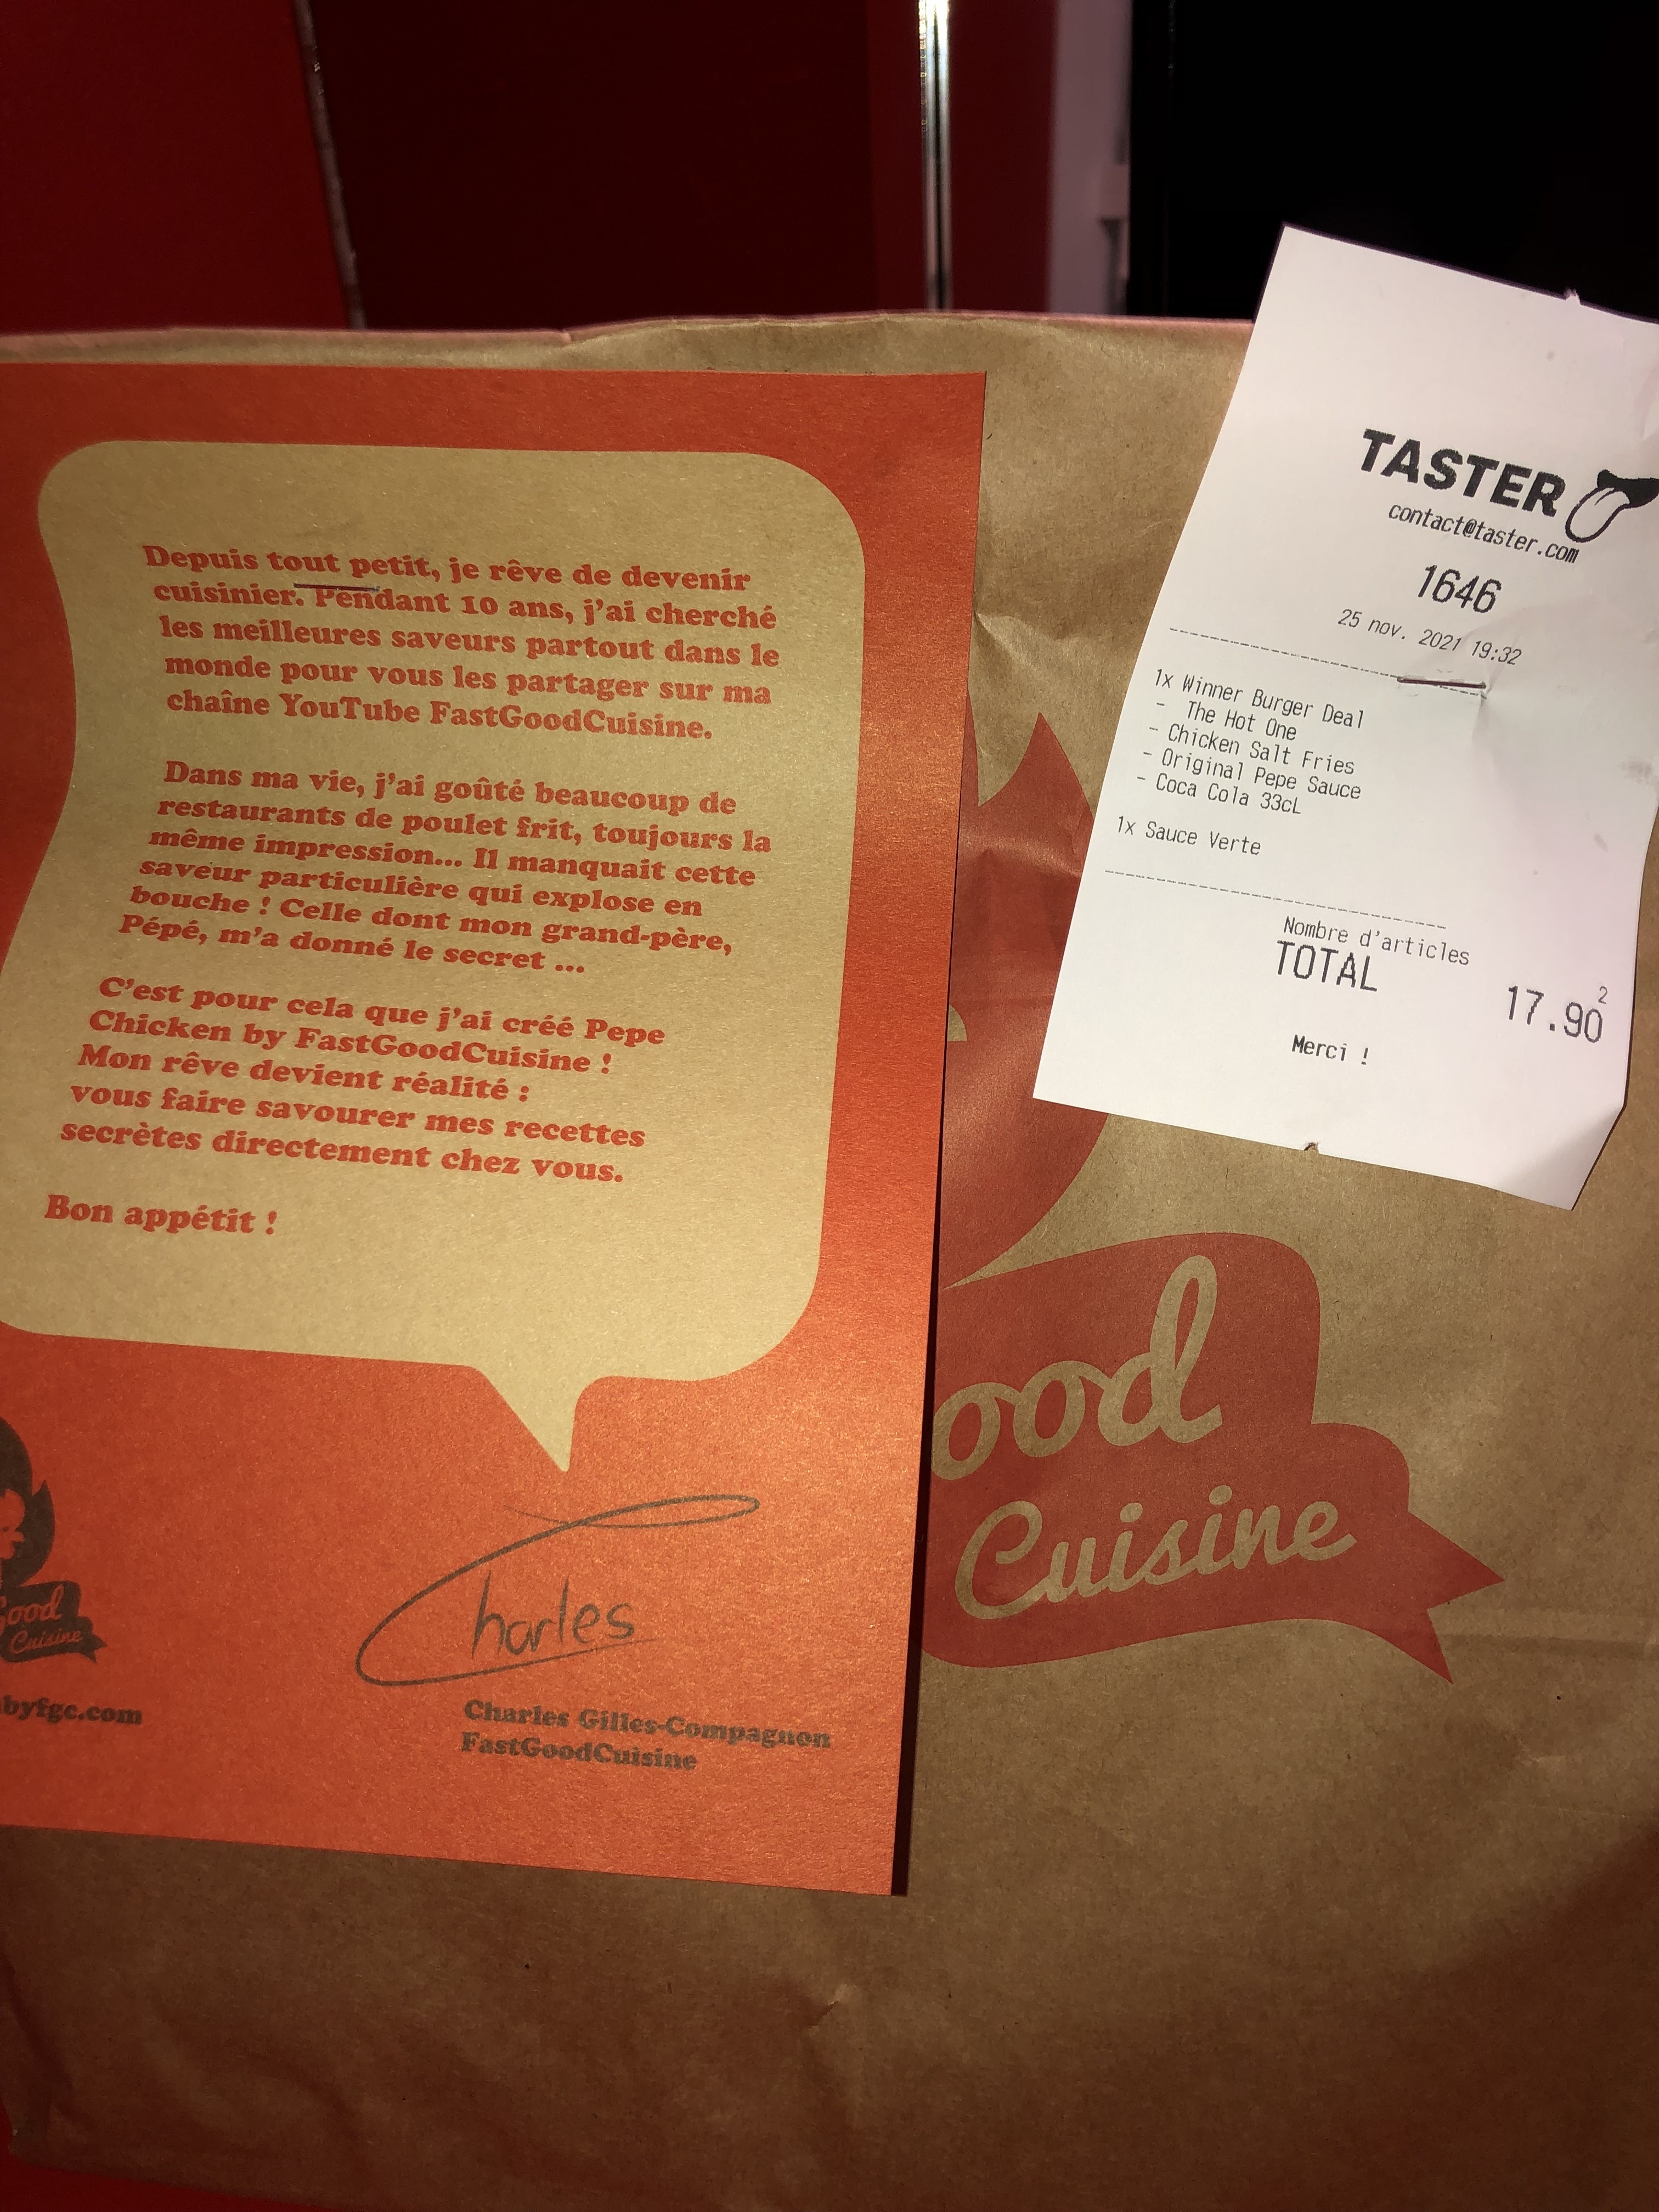 Depuis tout petit, je rêve de devenir
cuisinier. Pendant 10 ans, j'ai cherché
les meilleures saveurs partout dans le
monde pour vous les partager sur ma
chaîne YouTube FastGoodCuisine.
Dans ma vie, j'ai goûté beaucoup de
restaurants de poulet frit, toujours la
même impression... Il manquait cette
saveur particulière qui explose en
bouche ! Celle dont mon grand-père,
Pépé, m'a donné le secret ...
C'est pour cela que j'ai créé Pepe
Chicken by FastGoodCuisine !
Mon rêve devient réalité :
vous faire savourer mes recettes
secrètes directement chez vous.
Bon appétit !
Good
Cuisine
byfgc.com
Charles
Charles Gilles-Compagnon
FastGoodCuisine
TASTER
contact@taster.com
1646
25 nov. 2021 19:32
1x Winner Burger Deal
- The Hot One
- Chicken Salt Fries
- Original Pepe Sauce
- Coca Cola 33cL
1x Sauce Verte
Nombre d'articles 2
TOTAL 17.90
Merci !
ood
Cuisine